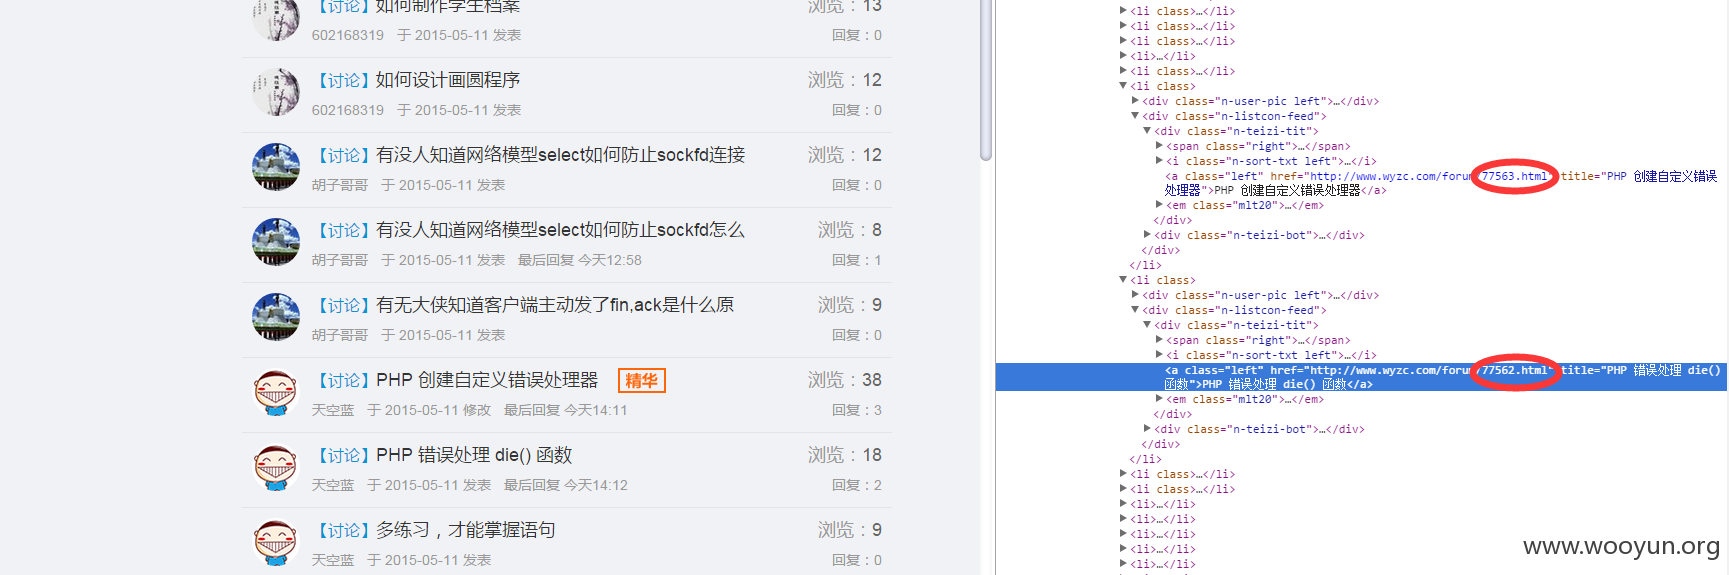 【讨论】如何制作学生档案 浏览：13
602168319 于 2015-05-11 发表 回复：0
【讨论】如何设计画圆程序 浏览：12
602168319 于 2015-05-11 发表 回复：0
【讨论】有没人知道网络模型select如何防止sockfd连接 浏览：12
胡子哥哥 于 2015-05-11 发表 回复：0
【讨论】有没人知道网络模型select如何防止sockfd怎么 浏览：8
胡子哥哥 于 2015-05-11 发表 最后回复 今天12:58 回复：1
【讨论】有无大侠知道客户端主动发了fin,ack是什么原 浏览：9
胡子哥哥 于 2015-05-11 发表 回复：0
【讨论】PHP 创建自定义错误处理器 精华 浏览：38
天空蓝 于 2015-05-11 修改 最后回复 今天14:11 回复：3
【讨论】PHP 错误处理 die() 函数 浏览：18
天空蓝 于 2015-05-11 发表 最后回复 今天14:12 回复：2
【讨论】多练习，才能掌握语句 浏览：9
天空蓝 于 2015-05-11 发表 回复：0
<li class>…</li>
<li class>…</li>
<li class>…</li>
<li>…</li>
<li class>…</li>
<li class>
<div class="n-user-pic left">…</div>
<div class="n-listcon-feed">
<div class="n-teizi-tit">
<span class="right">…</span>
<i class="n-sort-txt left">…</i>
<a class="left" href="http://www.wyzc.com/forum/77563.html" title="PHP 创建自定义错误
处理器">PHP 创建自定义错误处理器</a>
<em class="mlt20">…</em>
</div>
<div class="n-teizi-bot">…</div>
</div>
</li>
<li class>
<div class="n-user-pic left">…</div>
<div class="n-listcon-feed">
<div class="n-teizi-tit">
<span class="right">…</span>
<i class="n-sort-txt left">…</i>
<a class="left" href="http://www.wyzc.com/forum/77562.html" title="PHP 错误处理 die()
函数">PHP 错误处理 die() 函数</a>
<em class="mlt20">…</em>
</div>
<div class="n-teizi-bot">…</div>
</div>
</li>
<li class>…</li>
<li class>…</li>
<li>…</li>
<li>…</li>
<li>…</li>
<li>…</li>
<li>…</li>
www.wooyun.org